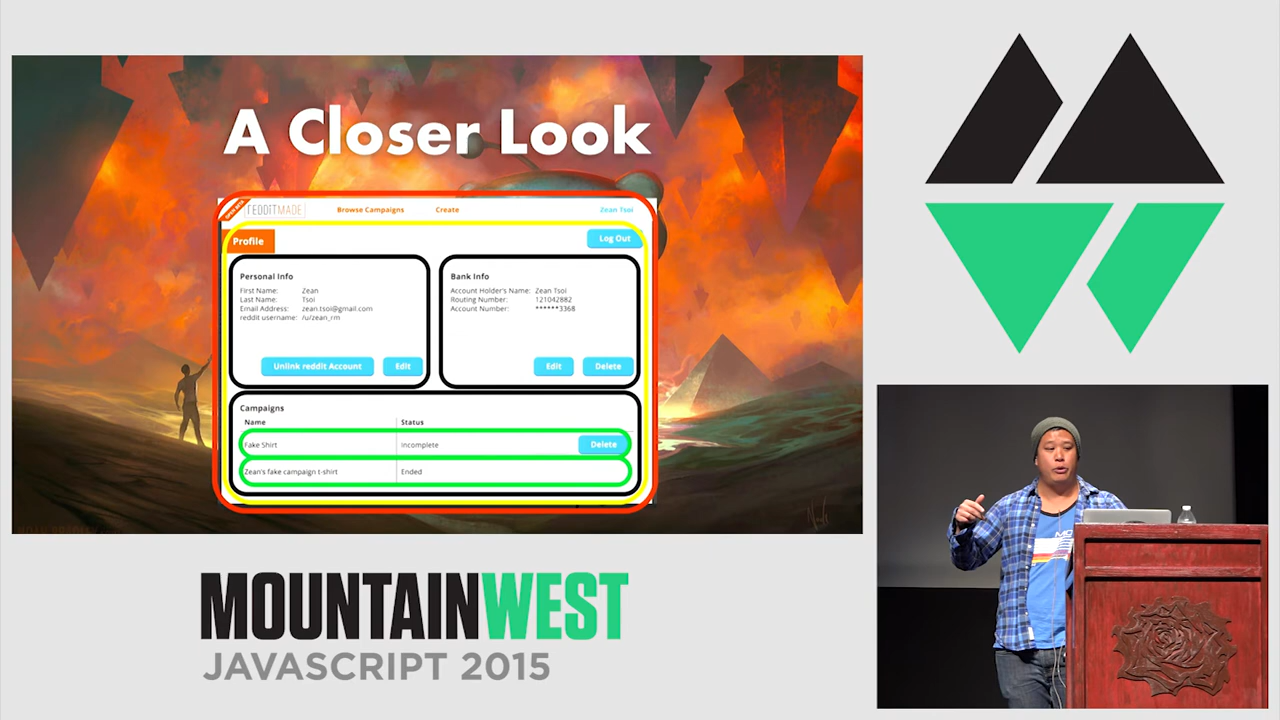 A Closer Look
OPEN BETA
redditMADE
Browse Campaigns
Create
Zean Tsoi
Profile
Log Out
Personal Info
First Name: Zean
Last Name: Tsoi
Email Address: zean.tsoi@gmail.com
reddit username: /u/zean_rm
Unlink reddit Account
Edit
Bank Info
Account Holder's Name: Zean Tsoi
Routing Number: 121042882
Account Number: ******3368
Edit
Delete
Campaigns
Name Status
Fake Shirt Incomplete Delete
Zean's fake campaign t-shirt Ended
MOUNTAINWEST
JAVASCRIPT 2015